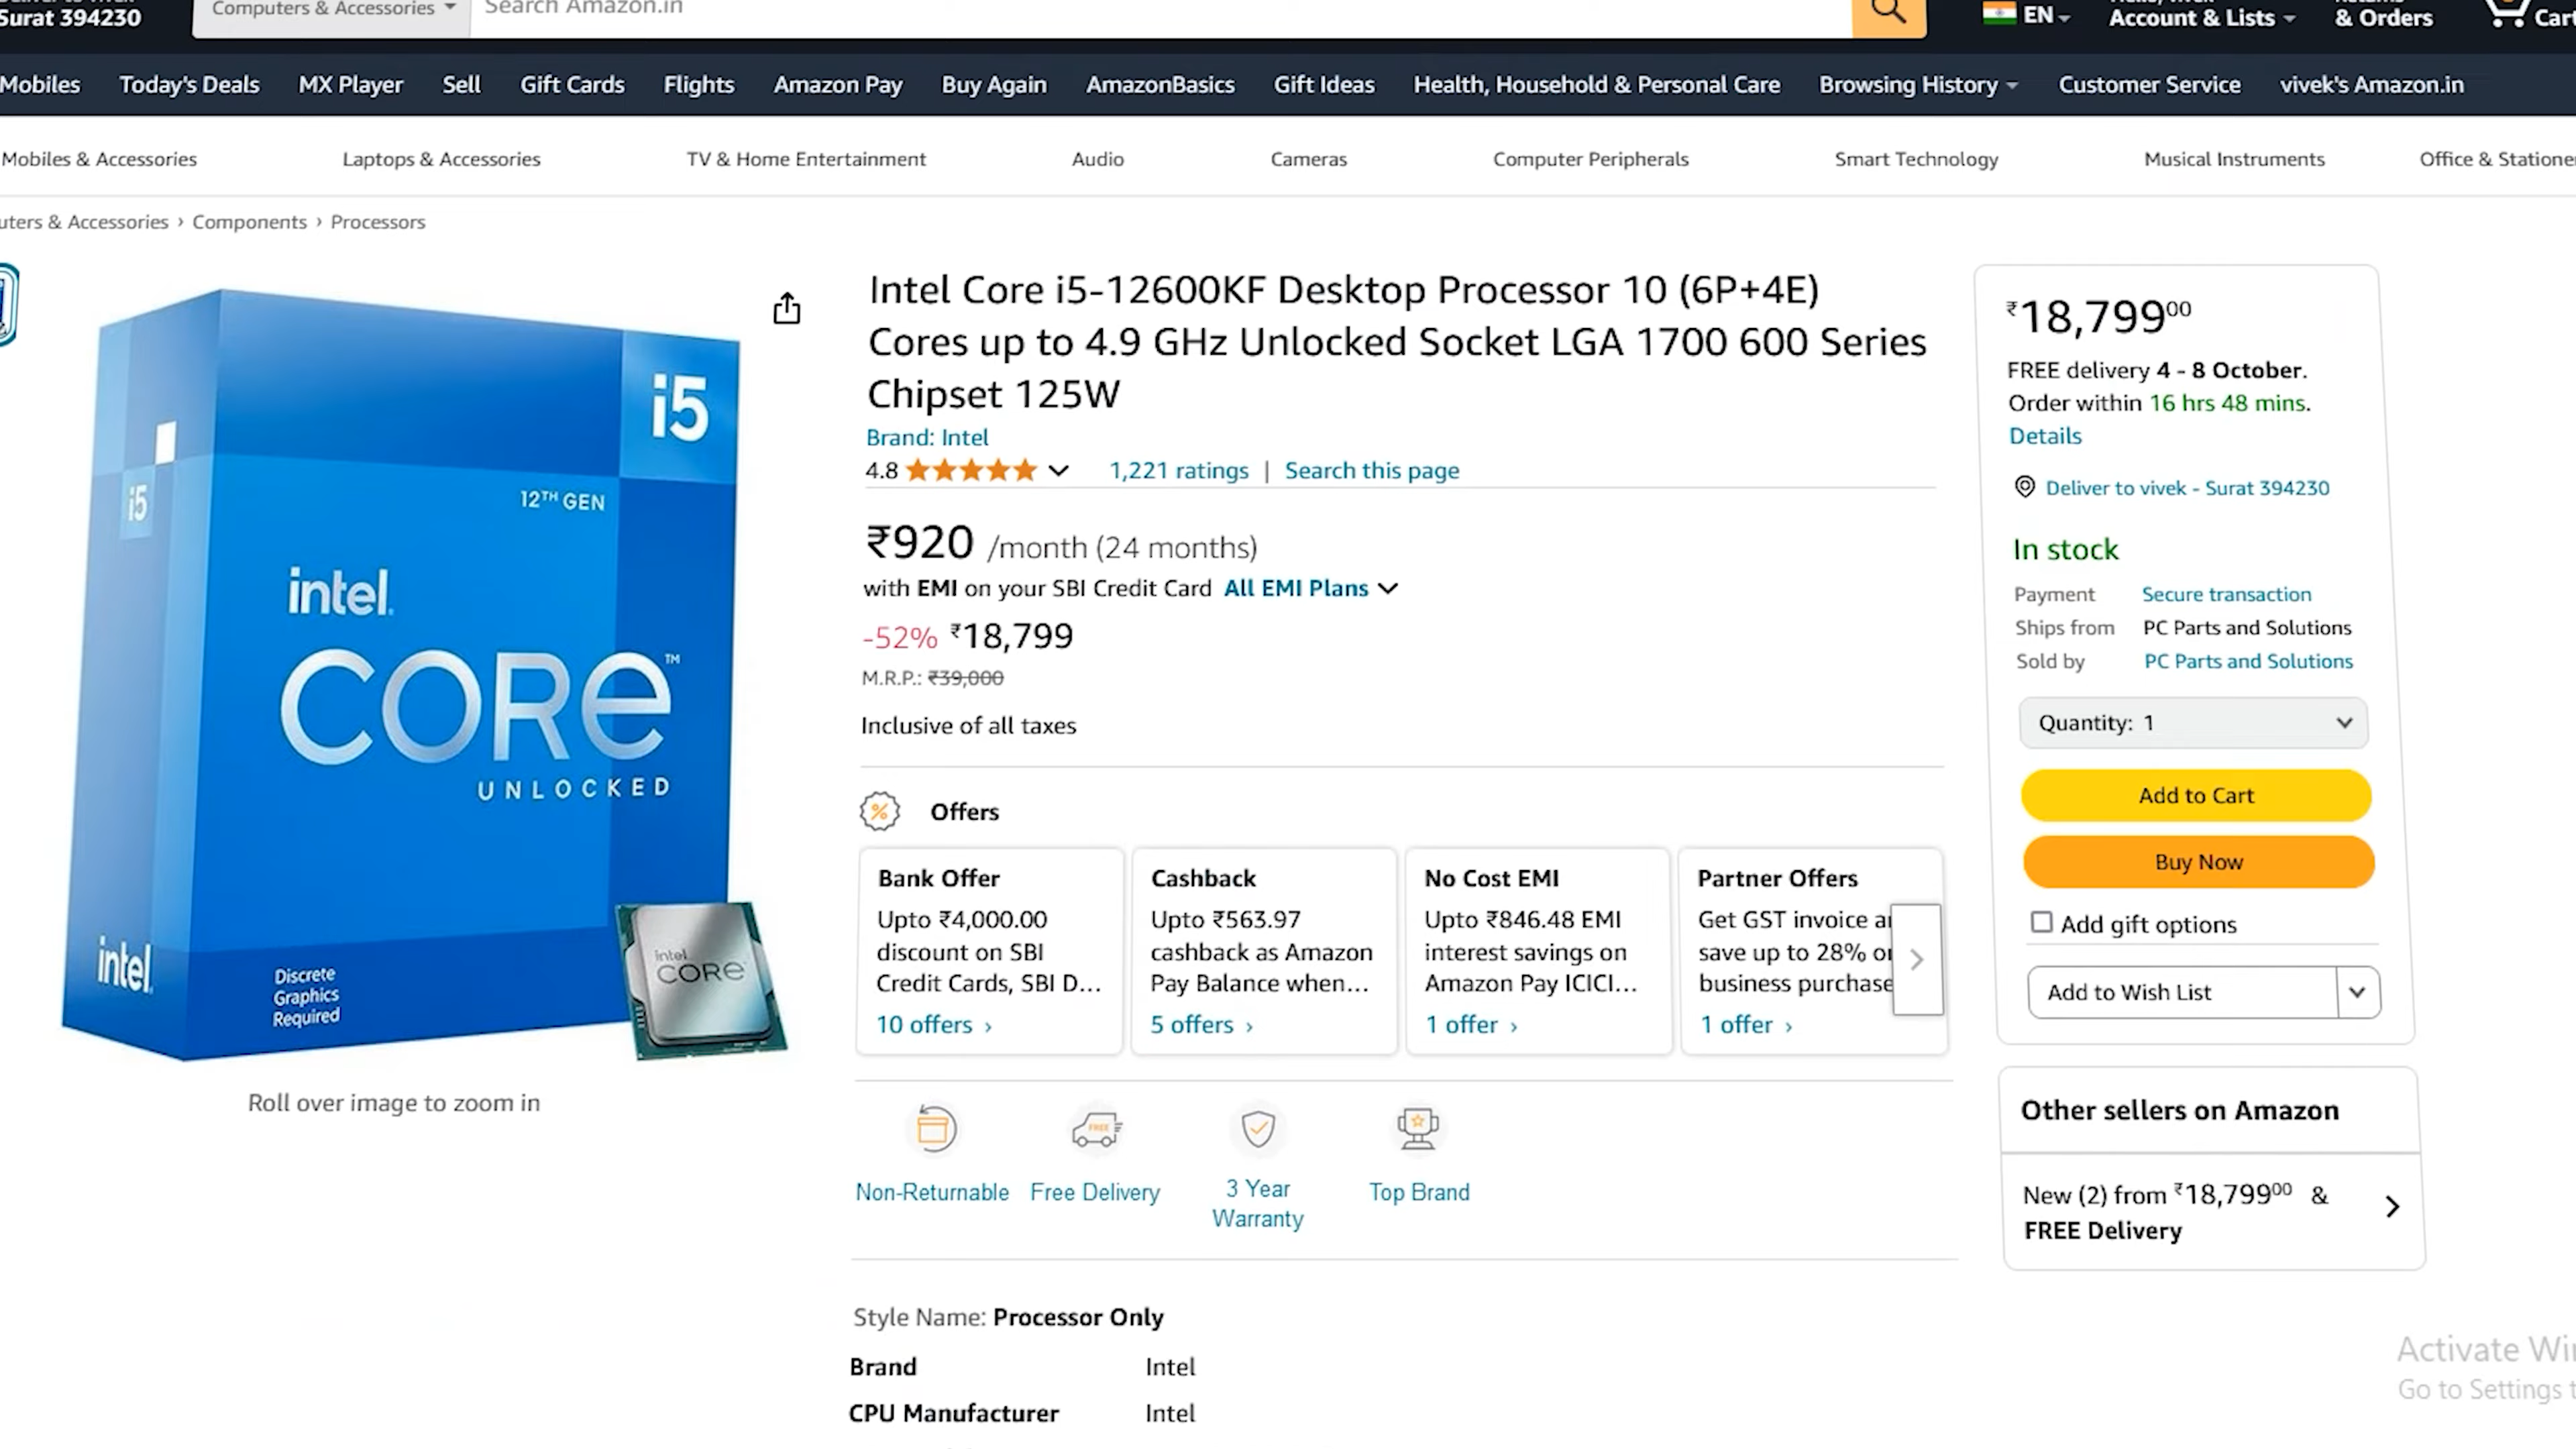 Surat 394230
Computers & Accessories
Search Amazon.in
EN
Account & Lists
& Orders
Cart
Mobiles
Today's Deals
MX Player
Sell
Gift Cards
Flights
Amazon Pay
Buy Again
AmazonBasics
Gift Ideas
Health, Household & Personal Care
Browsing History
Customer Service
vivek's Amazon.in
Mobiles & Accessories
Laptops & Accessories
TV & Home Entertainment
Audio
Cameras
Computer Peripherals
Smart Technology
Musical Instruments
Office & Statione
uters & Accessories › Components › Processors
i5
12TH GEN
i5
intel.
CORE™
UNLOCKED
intel.
Discrete
Graphics
Required
intel
CORE
Roll over image to zoom in
Intel Core i5-12600KF Desktop Processor 10 (6P+4E)
Cores up to 4.9 GHz Unlocked Socket LGA 1700 600 Series
Chipset 125W
Brand: Intel
4.8
1,221 ratings | Search this page
₹920 /month (24 months)
with EMI on your SBI Credit Card All EMI Plans
-52% ₹18,799
M.R.P.: ₹39,000
Inclusive of all taxes
% Offers
Bank Offer
Upto ₹4,000.00
discount on SBI
Credit Cards, SBI D...
10 offers ›
Cashback
Upto ₹563.97
cashback as Amazon
Pay Balance when...
5 offers ›
No Cost EMI
Upto ₹846.48 EMI
interest savings on
Amazon Pay ICICI...
1 offer ›
Partner Offers
Get GST invoice a
save up to 28% o
business purchase
1 offer ›
Non-Returnable
FREE
Free Delivery
3 Year
Warranty
Top Brand
Style Name: Processor Only
Brand Intel
CPU Manufacturer Intel
₹18,79900
FREE delivery 4 - 8 October.
Order within 16 hrs 48 mins.
Details
Deliver to vivek - Surat 394230
In stock
Payment Secure transaction
Ships from PC Parts and Solutions
Sold by PC Parts and Solutions
Quantity: 1
Add to Cart
Buy Now
Add gift options
Add to Wish List
Other sellers on Amazon
New (2) from ₹18,79900 &
FREE Delivery
Activate Wi
Go to Settings t